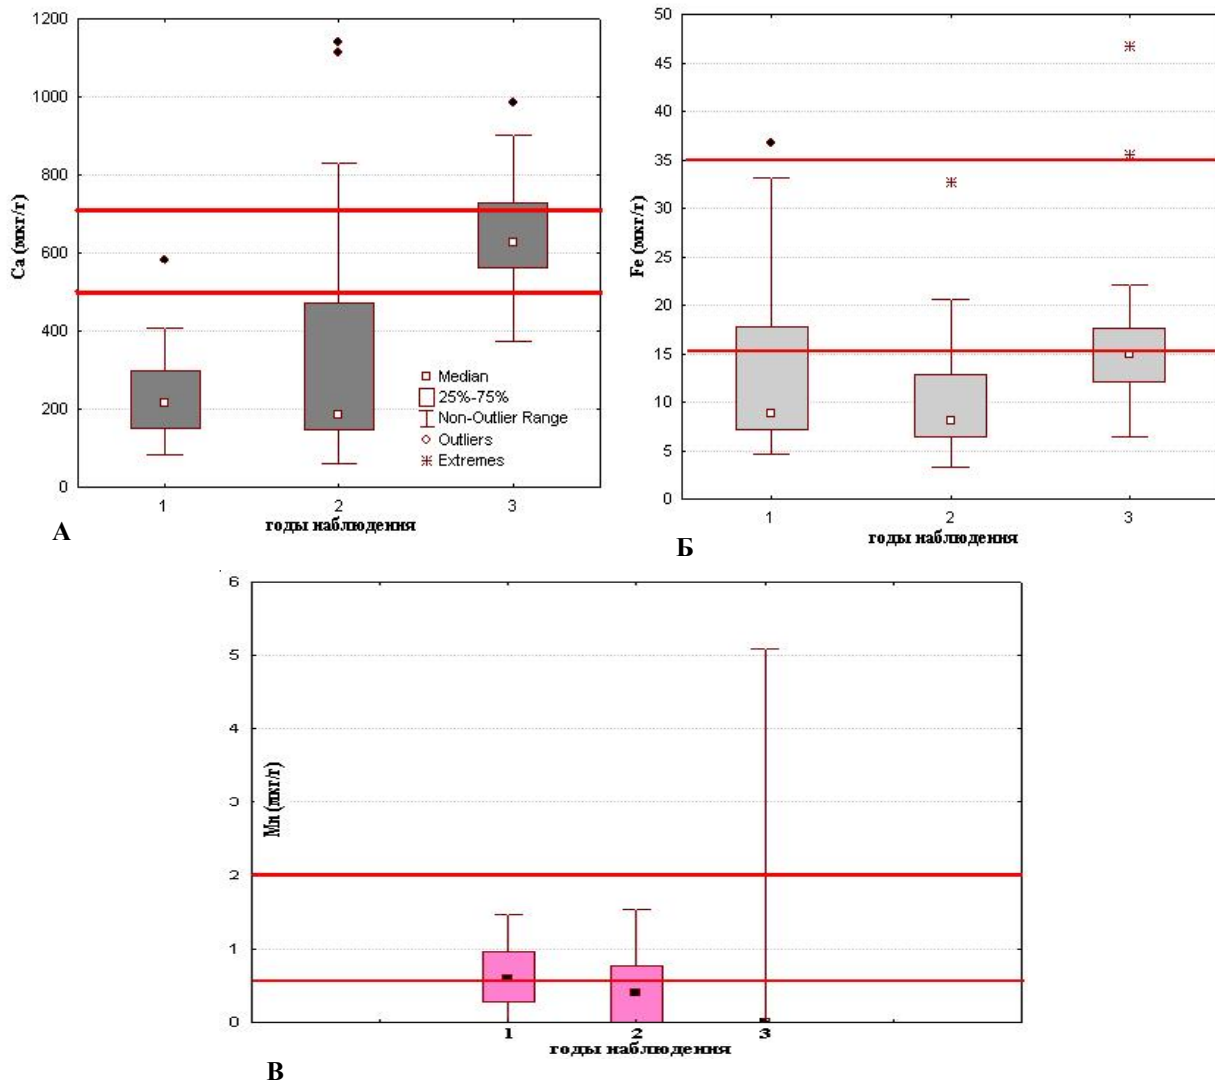 1200
1000
800
600
400
200
0
Ca (мкг/г)
1 2 3
годы наблюдения
Median
25%-75%
Non-Outlier Range
Outliers
Extremes
А
50
45
40
35
30
25
20
15
10
5
0
Fe (мкг/г)
1 2 3
годы наблюдения
Б
6
5
4
3
2
1
0
Mn (мкг/г)
1 2 3
годы наблюдения
В